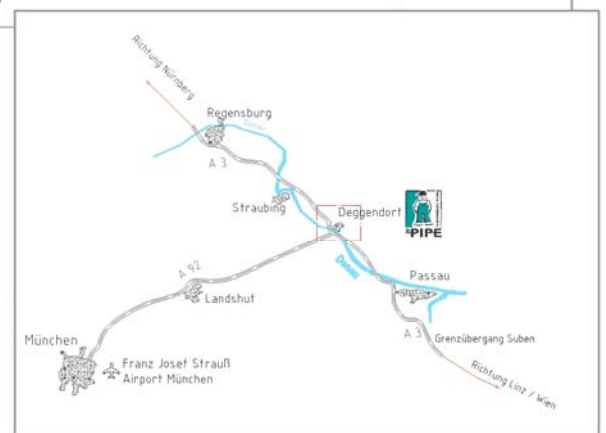 Richtung Nürnberg
Regensburg
Donau
A 3
Straubing
Deggendorf
PIPE
Donau
A 92
Landshut
Passau
A 3
Grenzübergang Suben
München
Franz Josef Strauß
Airport München
Richtung Linz / Wien